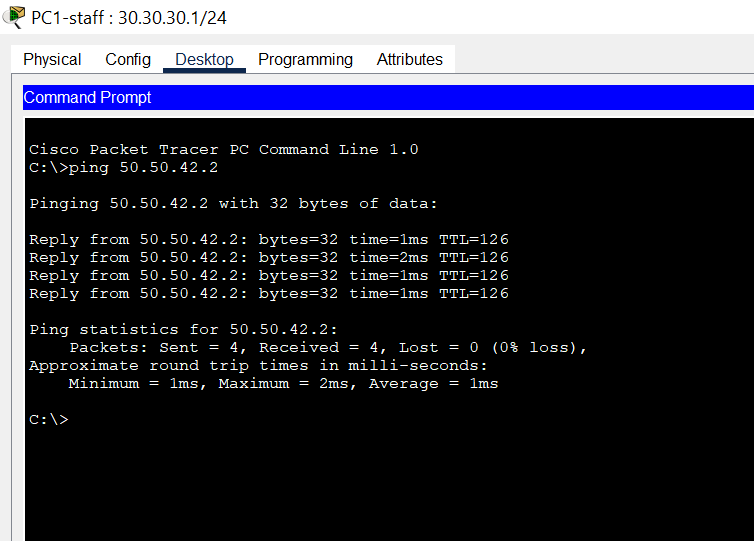 PC1-staff : 30.30.30.1/24
Physical Config Desktop Programming Attributes
Command Prompt
Cisco Packet Tracer PC Command Line 1.0
C:\>ping 50.50.42.2
Pinging 50.50.42.2 with 32 bytes of data:
Reply from 50.50.42.2: bytes=32 time=1ms TTL=126
Reply from 50.50.42.2: bytes=32 time=2ms TTL=126
Reply from 50.50.42.2: bytes=32 time=1ms TTL=126
Reply from 50.50.42.2: bytes=32 time=1ms TTL=126
Ping statistics for 50.50.42.2:
    Packets: Sent = 4, Received = 4, Lost = 0 (0% loss),
Approximate round trip times in milli-seconds:
    Minimum = 1ms, Maximum = 2ms, Average = 1ms
C:\>